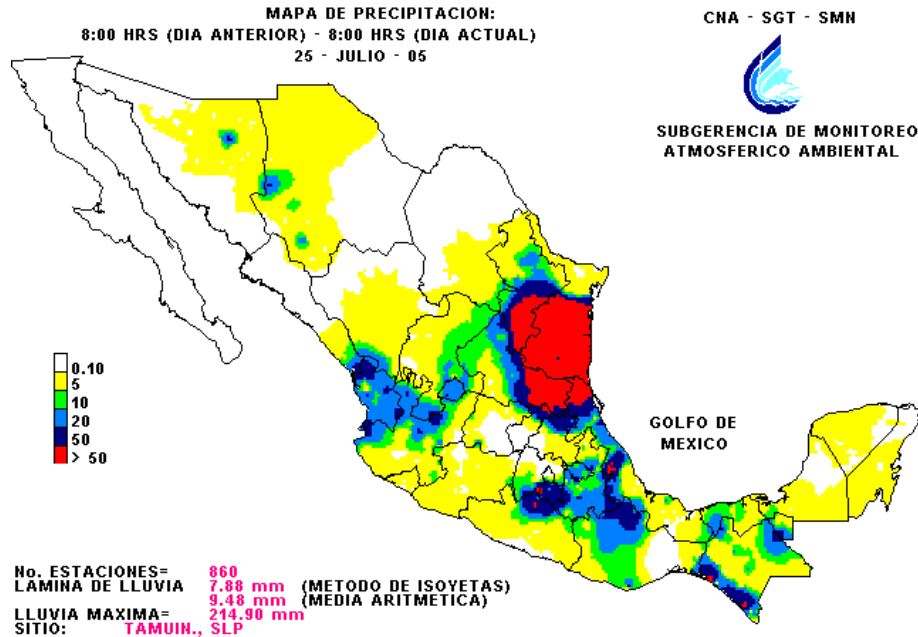 MAPA DE PRECIPITACION:
8:00 HRS (DIA ANTERIOR) - 8:00 HRS (DIA ACTUAL)
25 - JULIO - 05
CNA - SGT - SMN
SUBGERENCIA DE MONITOREO
ATMOSFERICO AMBIENTAL
0.10
5
10
20
50
> 50
GOLFO DE
MEXICO
No. ESTACIONES= 860
LAMINA DE LLUVIA 7.88 mm (METODO DE ISOYETAS)
9.48 mm (MEDIA ARITMETICA)
LLUVIA MAXIMA= 214.90 mm
SITIO: TAMUIN., SLP